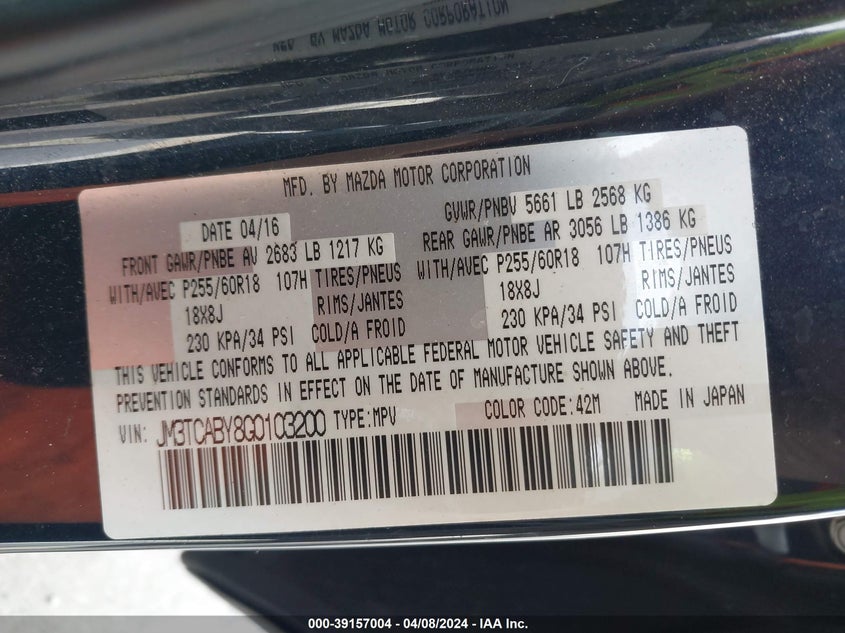 MFD. BY MAZDA MOTOR CORPORATION
MFD. BY MAZDA MOTOR CORPORATION
DATE 04/16 GVWR/PNBV 5661 LB 2568 KG
FRONT GAWR/PNBE AV 2683 LB 1217 KG REAR GAWR/PNBE AR 3056 LB 1386 KG
WITH/AVEC P255/60R18 107H TIRES/PNEUS WITH/AVEC P255/60R18 107H TIRES/PNEUS
18X8J RIMS/JANTES 18X8J RIMS/JANTES
230 KPA/34 PSI COLD/A FROID 230 KPA/34 PSI COLD/A FROID
THIS VEHICLE CONFORMS TO ALL APPLICABLE FEDERAL MOTOR VEHICLE SAFETY AND THEFT
PREVENTION STANDARDS IN EFFECT ON THE DATE OF MANUFACTURE SHOWN ABOVE.
VIN: JM3TCABY8G0103200 TYPE:MPV COLOR CODE:42M MADE IN JAPAN
000-39157004 - 04/08/2024 - IAA Inc.